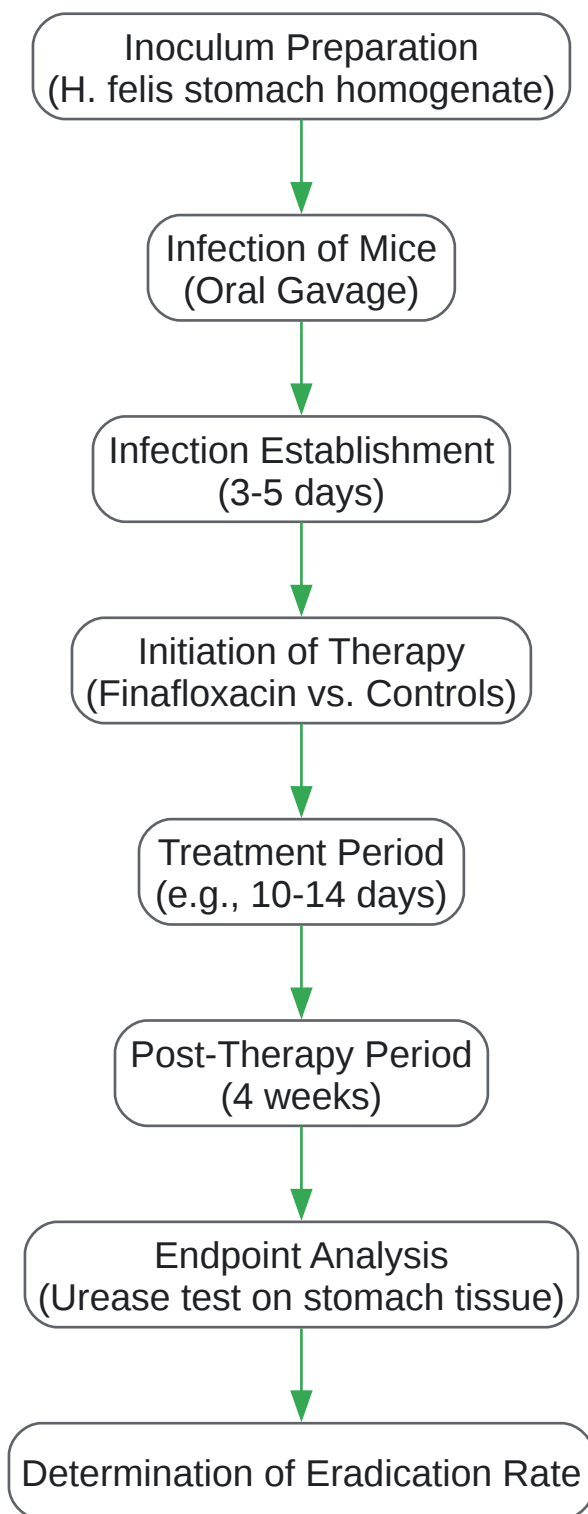 Inoculum Preparation
(H. felis stomach homogenate)
Infection of Mice
(Oral Gavage)
Infection Establishment
(3-5 days)
Initiation of Therapy
(Finafloxacin vs. Controls)
Treatment Period
(e.g., 10-14 days)
Post-Therapy Period
(4 weeks)
Endpoint Analysis
(Urease test on stomach tissue)
Determination of Eradication Rate